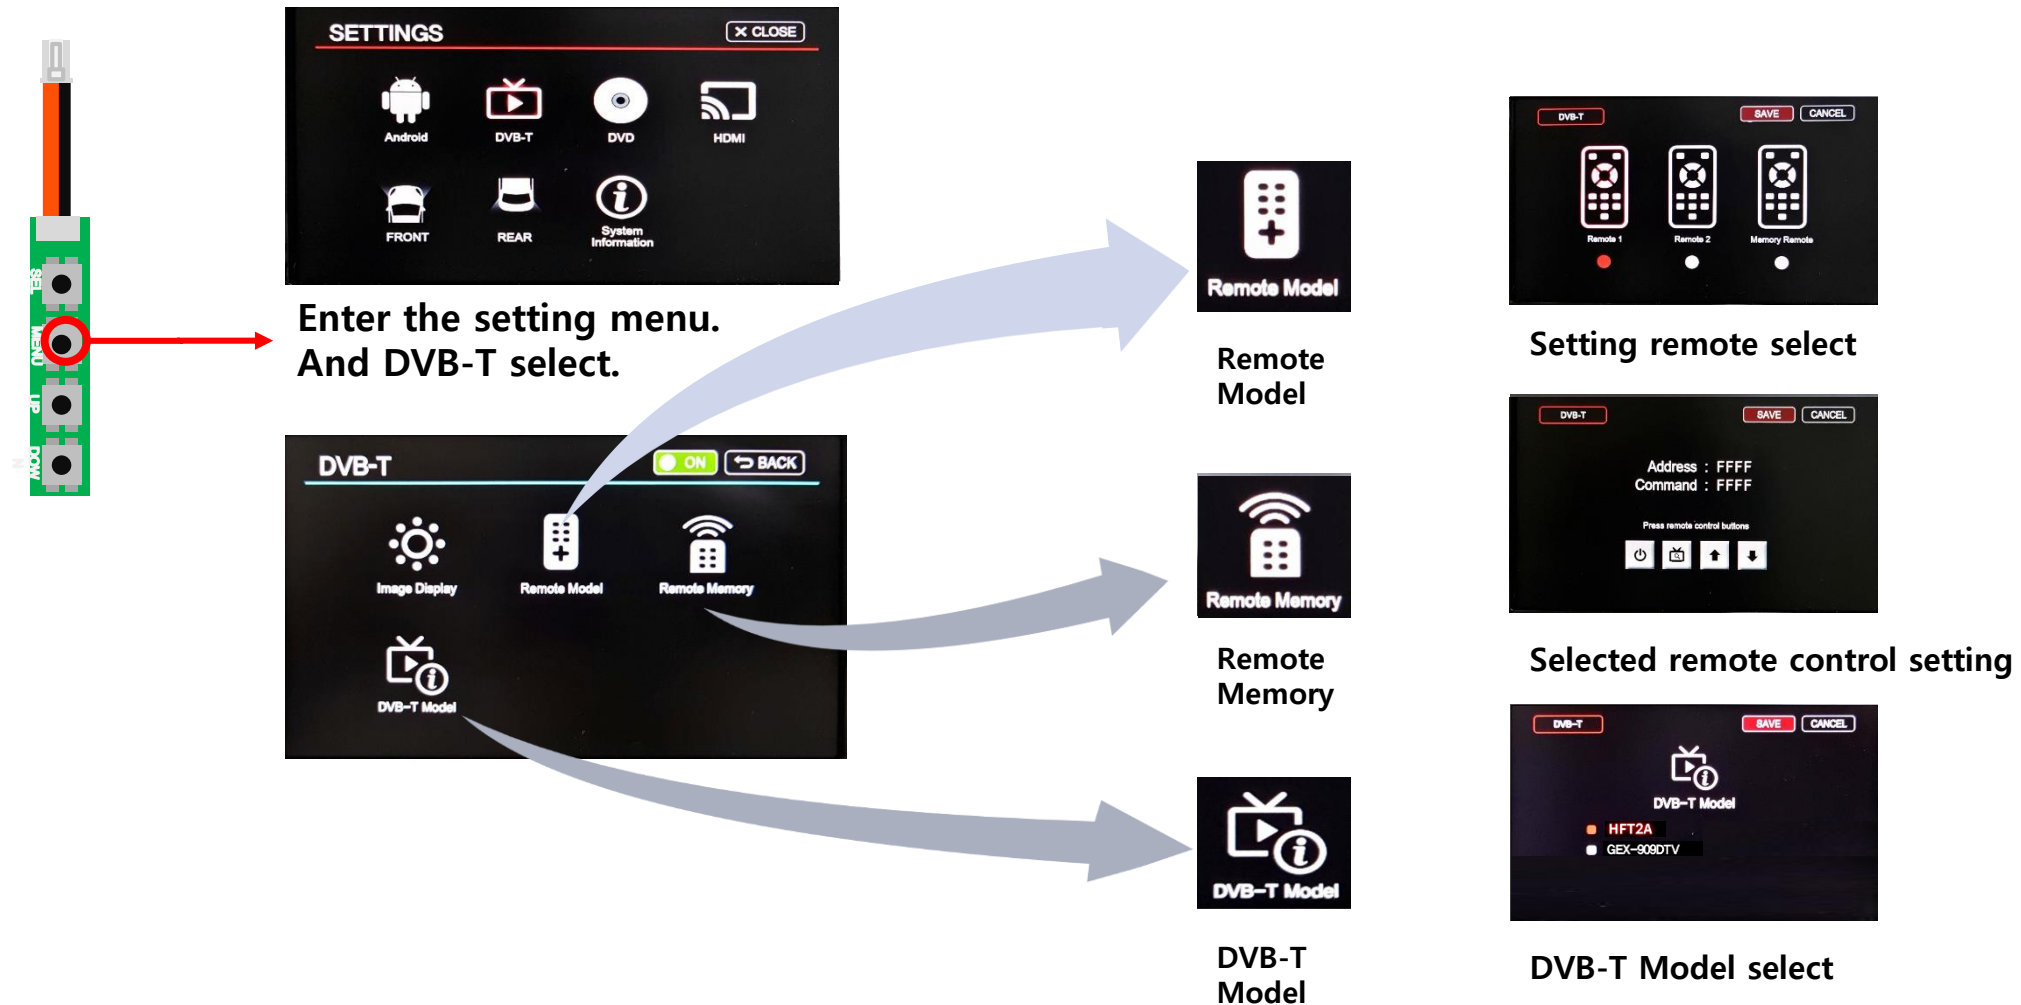 SEL
MENU
UP
DOW
N
SETTINGS
× CLOSE
Android
DVB-T
DVD
HDMI
FRONT
REAR
System
Information
Enter the setting menu.
And DVB-T select.
DVB-T
ON
BACK
Image Display
Remote Model
Remote Memory
DVB-T Model
Remote Model
Remote
Model
Remote Memory
Remote
Memory
DVB-T Model
DVB-T
Model
DVB-T
SAVE
CANCEL
Remote 1
Remote 2
Memory Remote
Setting remote select
DVB-T
SAVE
CANCEL
Address : FFFF
Command : FFFF
Press remote control buttons
Selected remote control setting
DVB-T
SAVE
CANCEL
DVB-T Model
HFT2A
GEX-909DTV
DVB-T Model select